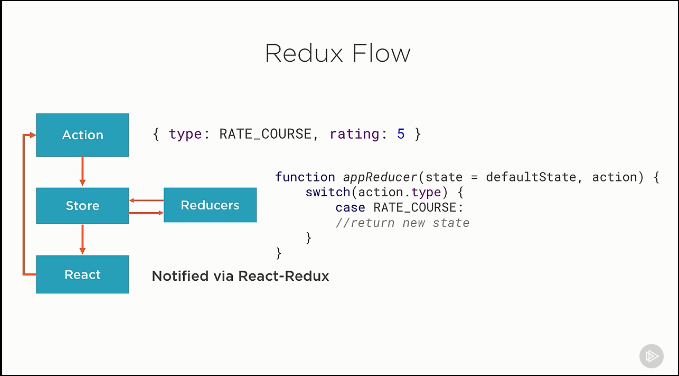 Redux Flow
Action
{ type: RATE_COURSE, rating: 5 }
Store
Reducers
function appReducer(state = defaultState, action) {
switch(action.type) {
case RATE_COURSE:
//return new state
}
}
React
Notified via React-Redux